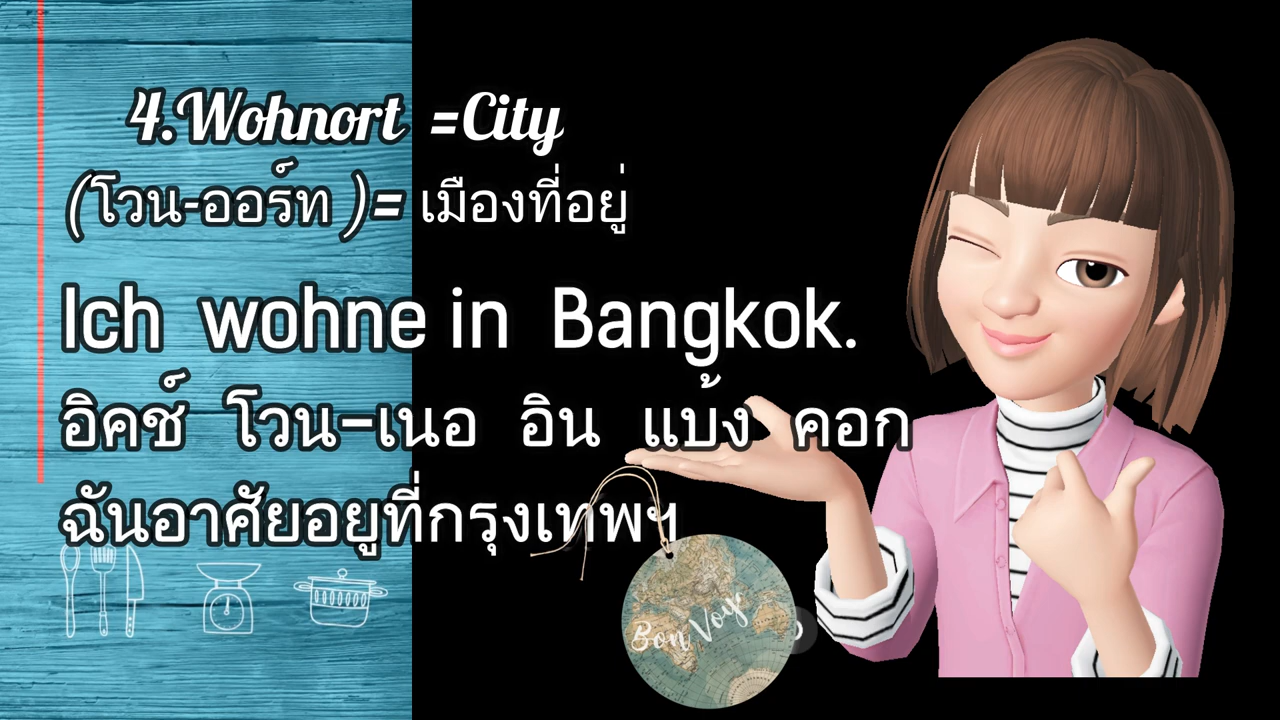 4.Wohnort =City
(โวน-ออร์ท )= เมืองที่อยู่
Ich wohne in Bangkok.
อิคช์ โวน-เนอ อิน แบ้ง คอก
ฉันอาศัยอยูที่กรุงเทพฯ
Bon Voyage